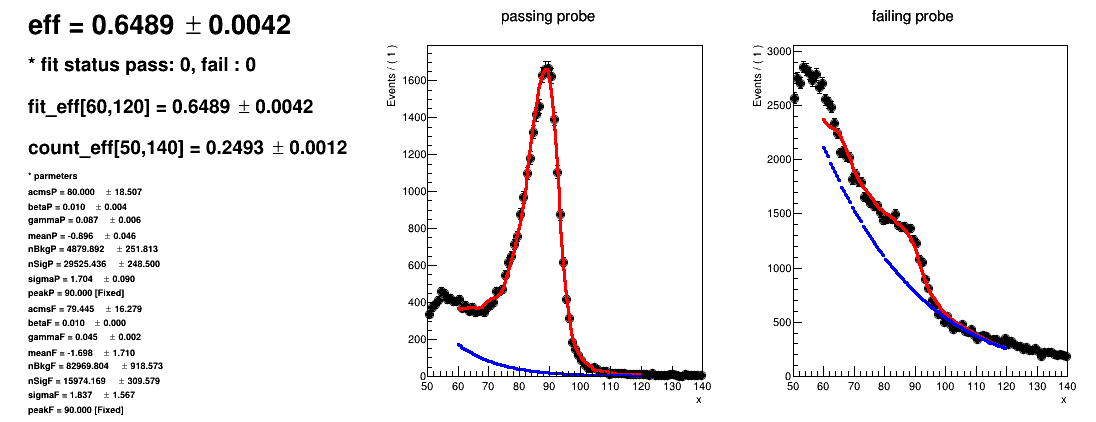 eff = 0.6489 ± 0.0042
* fit status pass: 0, fail : 0
fit_eff[60,120] = 0.6489 ± 0.0042
count_eff[50,140] = 0.2493 ± 0.0012
* parmeters
acmsP = 80.000 ± 18.507
betaP = 0.010 ± 0.004
gammaP = 0.087 ± 0.006
meanP = -0.896 ± 0.046
nBkgP = 4879.892 ± 251.813
nSigP = 29525.436 ± 248.500
sigmaP = 1.704 ± 0.090
peakP = 90.000 [Fixed]
acmsF = 79.445 ± 16.279
betaF = 0.010 ± 0.000
gammaF = 0.045 ± 0.002
meanF = -1.698 ± 1.710
nBkgF = 82969.804 ± 918.573
nSigF = 15974.169 ± 309.579
sigmaF = 1.837 ± 1.567
peakF = 90.000 [Fixed]
passing probe
Events / ( 1 )
1600
1400
1200
1000
800
600
400
200
0
50 60 70 80 90 100 110 120 130 140
x
failing probe
Events / ( 1 )
3000
2500
2000
1500
1000
500
0
50 60 70 80 90 100 110 120 130 140
x